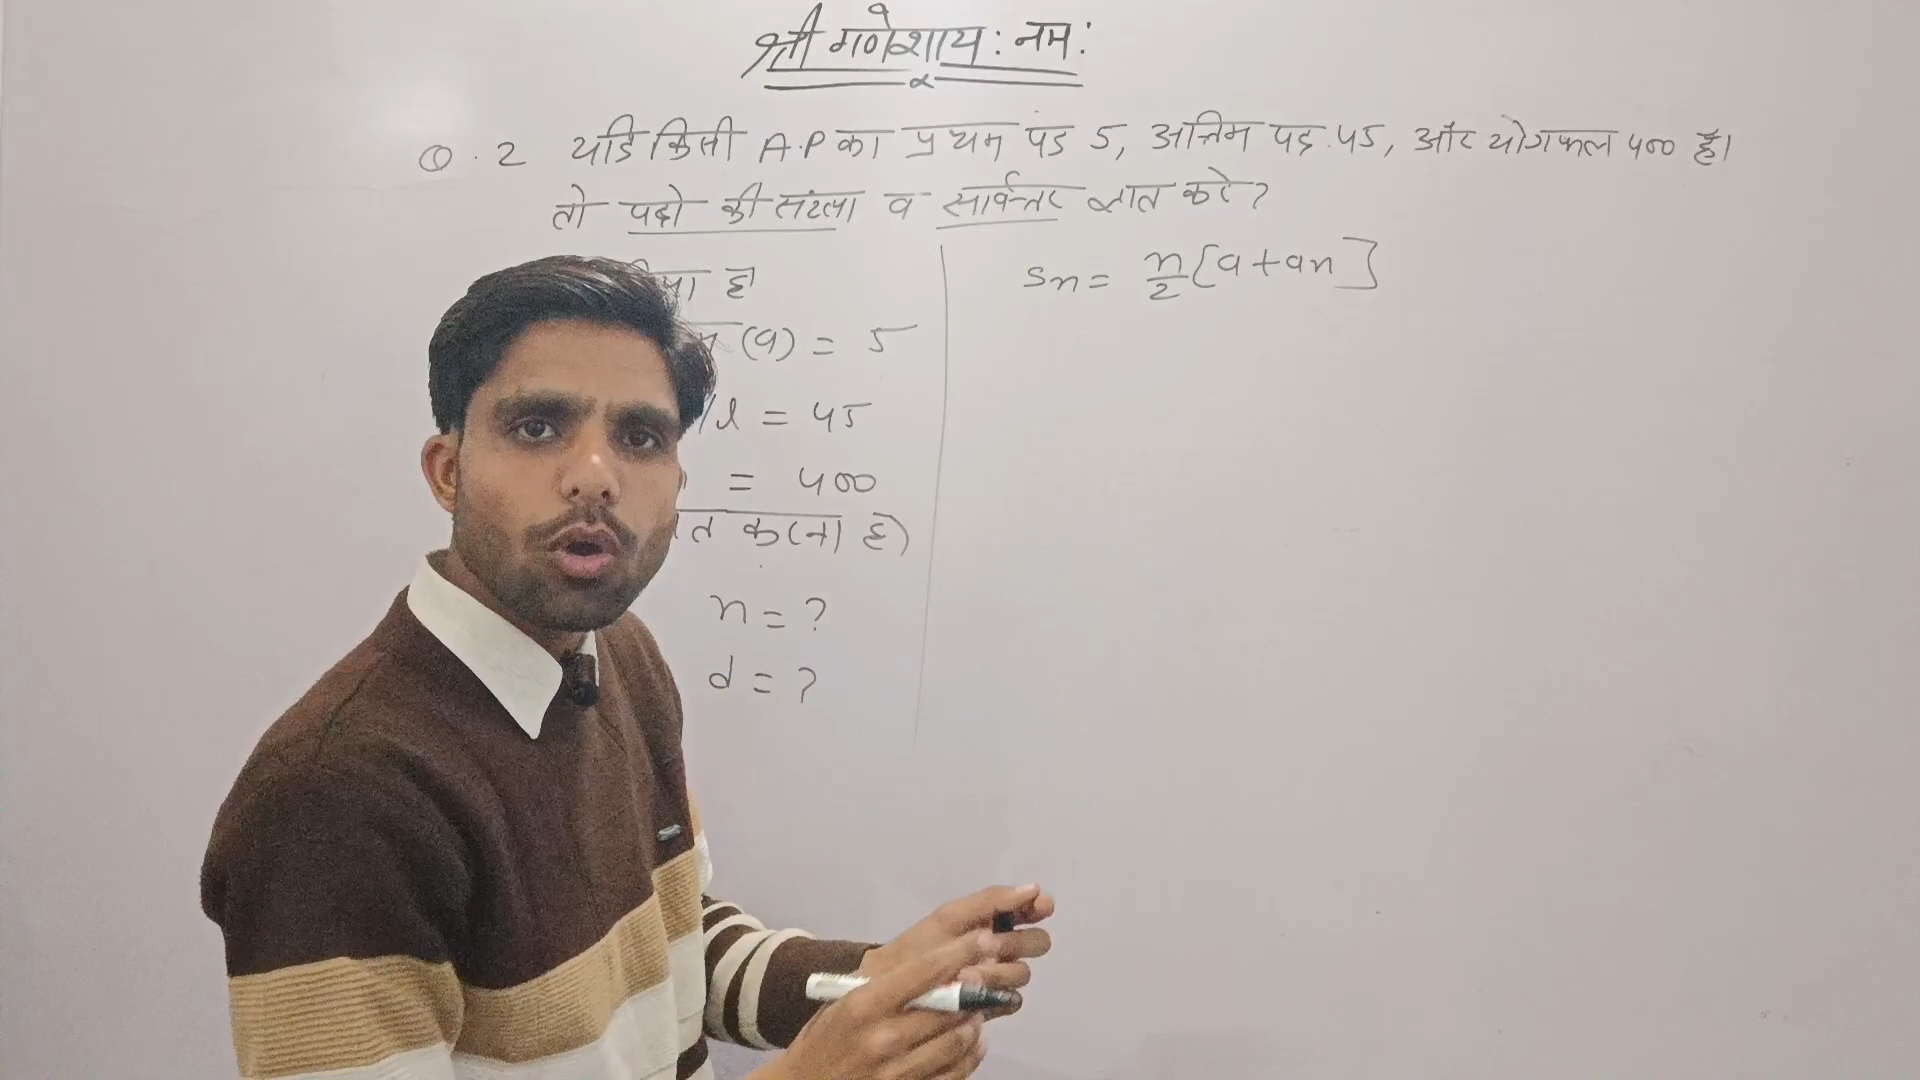 श्री गणेशाय: नम:
Q.2 यदि किसी A.P का प्रथम पद 5, अन्तिम पद 45, और योगफल 400 है।
तो पदो की संख्या व सार्वन्तर ज्ञात करे?
है
(a) = 5
/l = 45
= 400
करना है
n = ?
d = ?
Sn = n/2 [a + an]